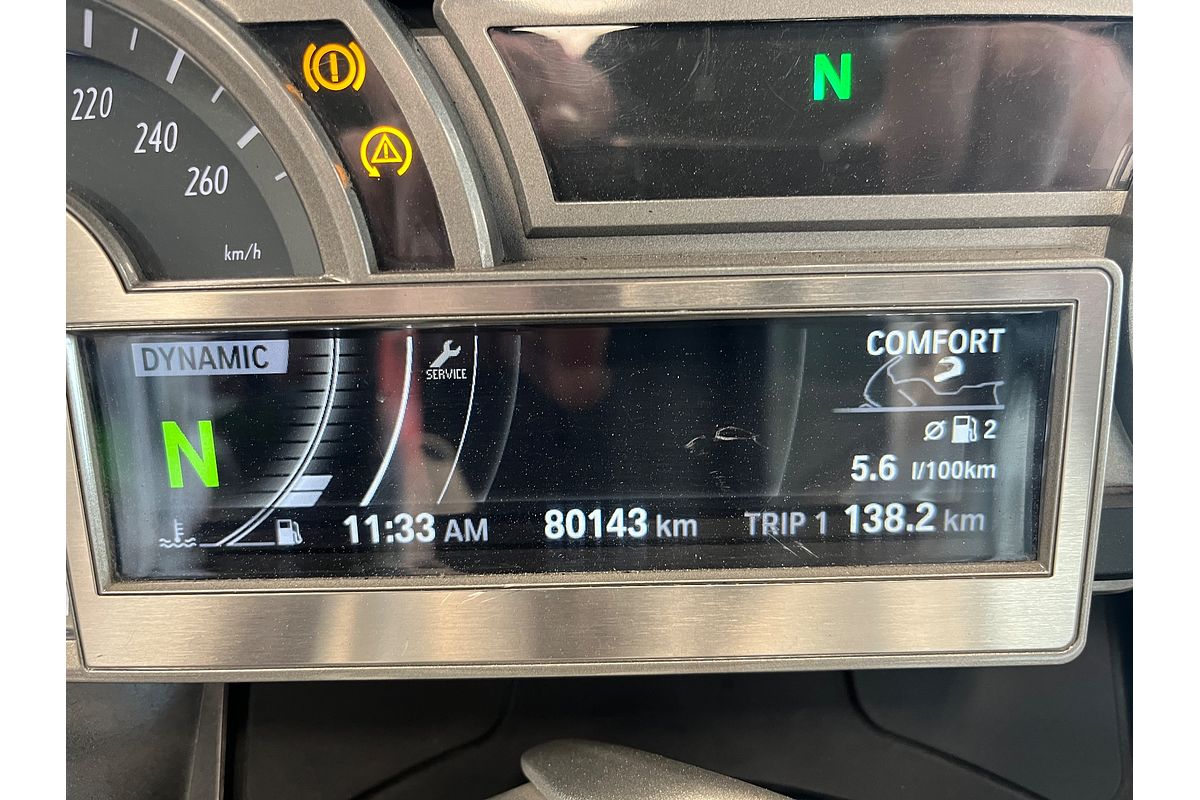 220
240
260
km/h
N
DYNAMIC
SERVICE
COMFORT
N
Ø 2
5.6 l/100km
11:33 AM 80143 km TRIP 1 138.2 km